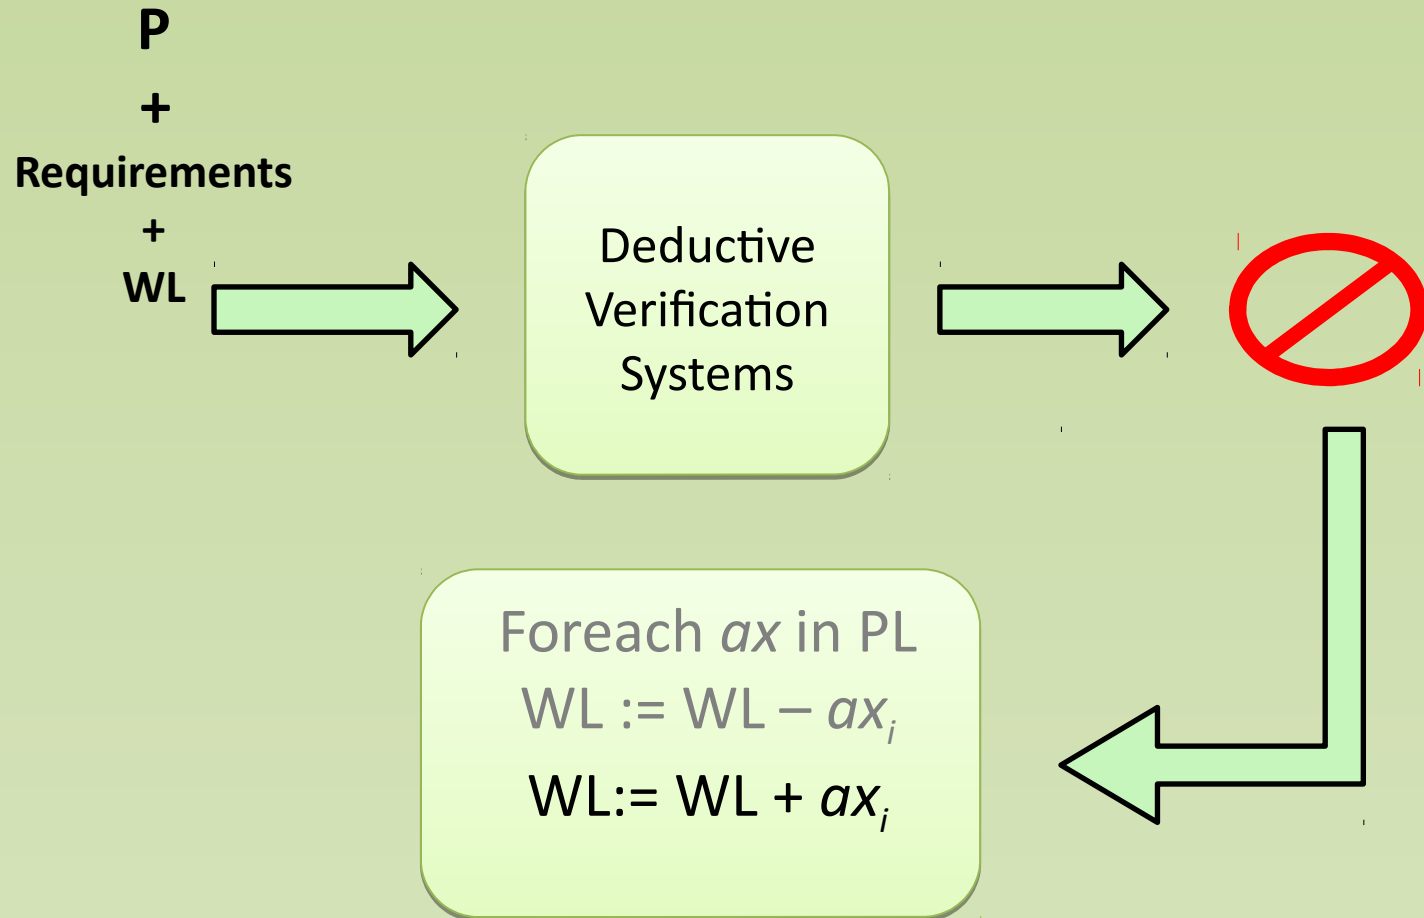 P
+
Requirements
+
WL
Deductive
Verification
Systems
Foreach ax in PL
WL := WL – axᵢ
WL:= WL + axᵢ